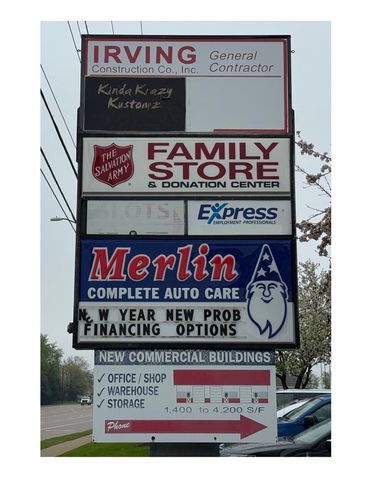 IRVING General
Construction Co., Inc. Contractor
Kinda Krazy
Kustomz
THE
SALVATION
ARMY
FAMILY
STORE
& DONATION CENTER
SLOTS
Express
EMPLOYMENT PROFESSIONALS
Merlin
COMPLETE AUTO CARE
N W YEAR NEW PROB
FINANCING OPTIONS
NEW COMMERCIAL BUILDINGS
✓ OFFICE / SHOP
✓ WAREHOUSE
✓ STORAGE
1,400 to 4,200 S/F
Phone